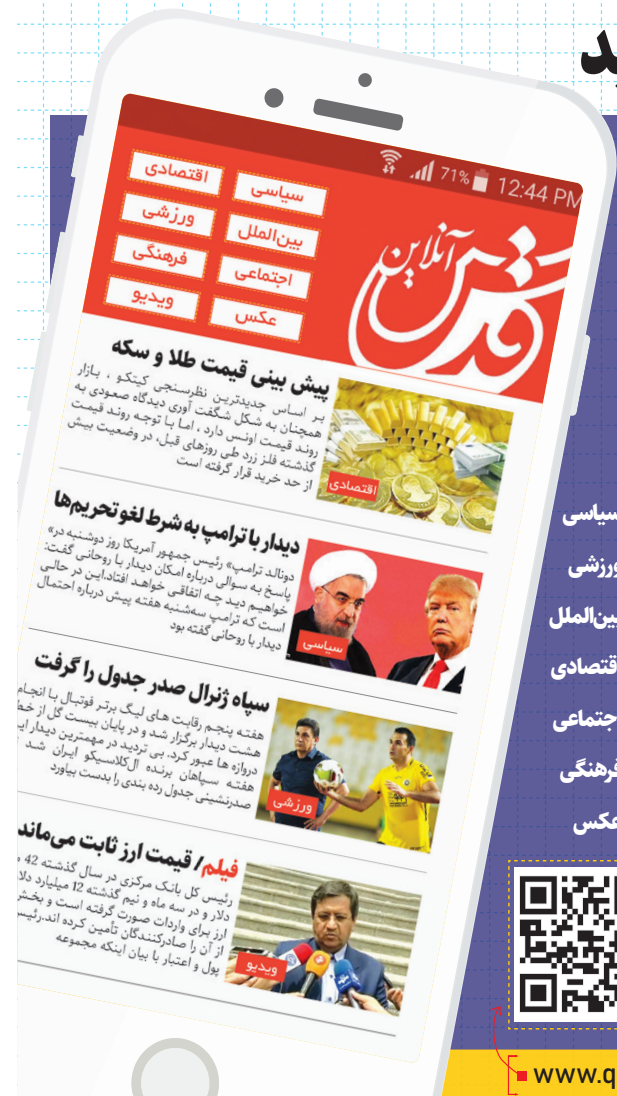 71% 12:44 PM
قدس آنلاین
سیاسی
اقتصادی
بین‌الملل
ورزشی
اجتماعی
فرهنگی
عکس
ویدیو
پیش بینی قیمت طلا و سکه
بر اساس جدیدترین نظرسنجی کیتکو ، بازار
همچنان به شکل شگفت آوری دیدگاه صعودی به
روند قیمت اونس دارد ، اما با توجه روند قیمت
گذشته فلز زرد طی روزهای قبل، در وضعیت بیش
از حد خرید قرار گرفته است
اقتصادی
دیدار با ترامپ به شرط لغو تحریم‌ها
دونالد ترامپ» رئیس جمهور آمریکا روز دوشنبه در»
پاسخ به سوالی درباره امکان دیدار با روحانی گفت:
خواهیم دید چه اتفاقی خواهد افتاد.این در حالی
است که ترامپ سه‌شنبه هفته پیش درباره احتمال
دیدار با روحانی گفته بود
سیاسی
سپاه ژنرال صدر جدول را گرفت
هفته پنجم رقابت های لیگ برتر فوتبال با انجام
هشت دیدار برگزار شد و در پایان بیست گل از خط
دروازه ها عبور کرد. بی تردید در مهمترین دیدار این
هفته سپاهان برنده ال‌کلاسیکو ایران شد
صدرنشینی جدول رده بندی را بدست بیاورد
ورزشی
فیلم/ قیمت ارز ثابت می‌ماند
رئیس کل بانک مرکزی در سال گذشته 42
دلار و در سه ماه و نیم گذشته 12 میلیارد دلار
ارز برای واردات صورت گرفته است و بخش
از آن را صادرکنندگان تأمین کرده اند.رئیس
پول و اعتبار با بیان اینکه مجموعه
ویدیو
سیاسی
ورزشی
بین‌الملل
اقتصادی
اجتماعی
فرهنگی
عکس
www.q